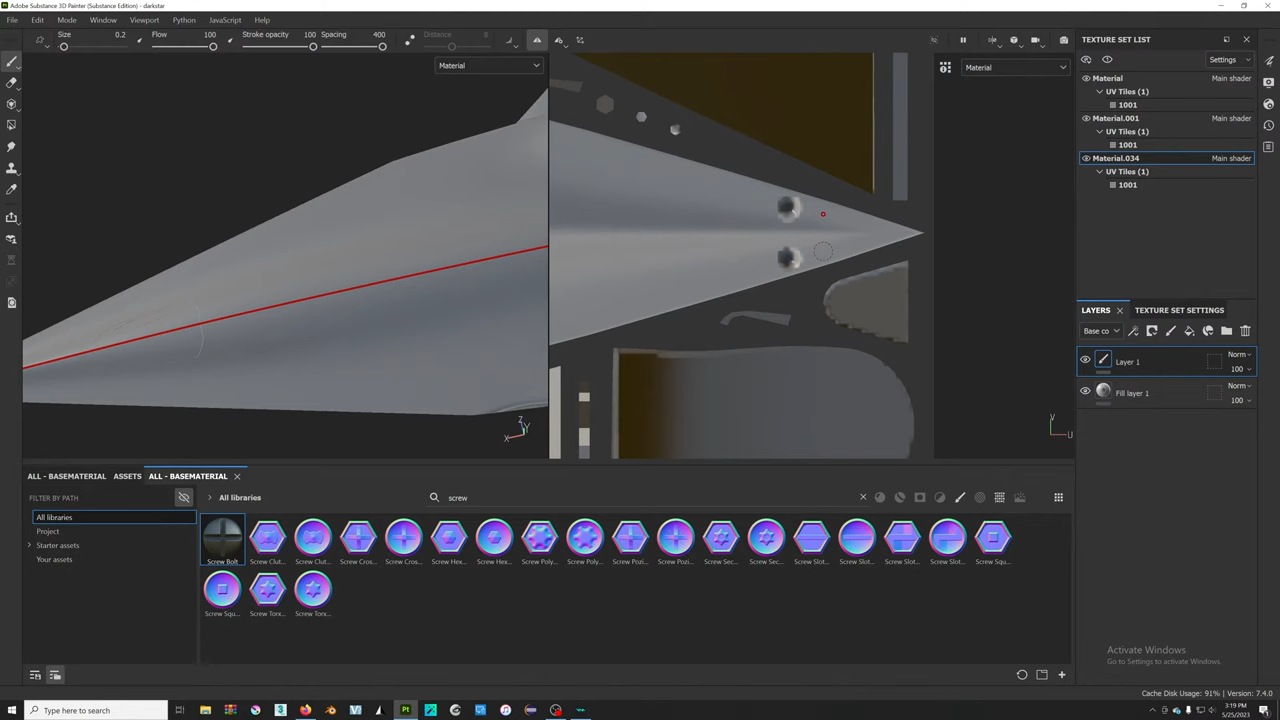 Adobe Substance 3D Painter (Substance Edition) - darkstar
File Edit Mode Window Viewport Python JavaScript Help
Size 0.2 Flow 100 Stroke opacity 100 Spacing 400 Distance 8
Material
Material
TEXTURE SET LIST
Settings
Material Main shader
UV Tiles (1)
1001
Material.001 Main shader
UV Tiles (1)
1001
Material.034 Main shader
UV Tiles (1)
1001
LAYERS TEXTURE SET SETTINGS
Base co
Layer 1 Norm
100
Fill layer 1 Norm
100
Z
X Y
V
U
ALL - BASEMATERIAL ASSETS ALL - BASEMATERIAL
FILTER BY PATH
All libraries
screw
All libraries
Project
Starter assets
Your assets
Screw Bolt Screw Clut... Screw Clut... Screw Cros... Screw Cros... Screw Hex... Screw Hex... Screw Poly... Screw Poly... Screw Pozi... Screw Pozi... Screw Sec... Screw Sec... Screw Slot... Screw Slot... Screw Slot... Screw Slot... Screw Squ...
Screw Squ... Screw Torx... Screw Torx...
Activate Windows
Go to Settings to activate Windows.
Cache Disk Usage: 91% | Version: 7.4.0
Type here to search
3:19 PM
5/25/2023